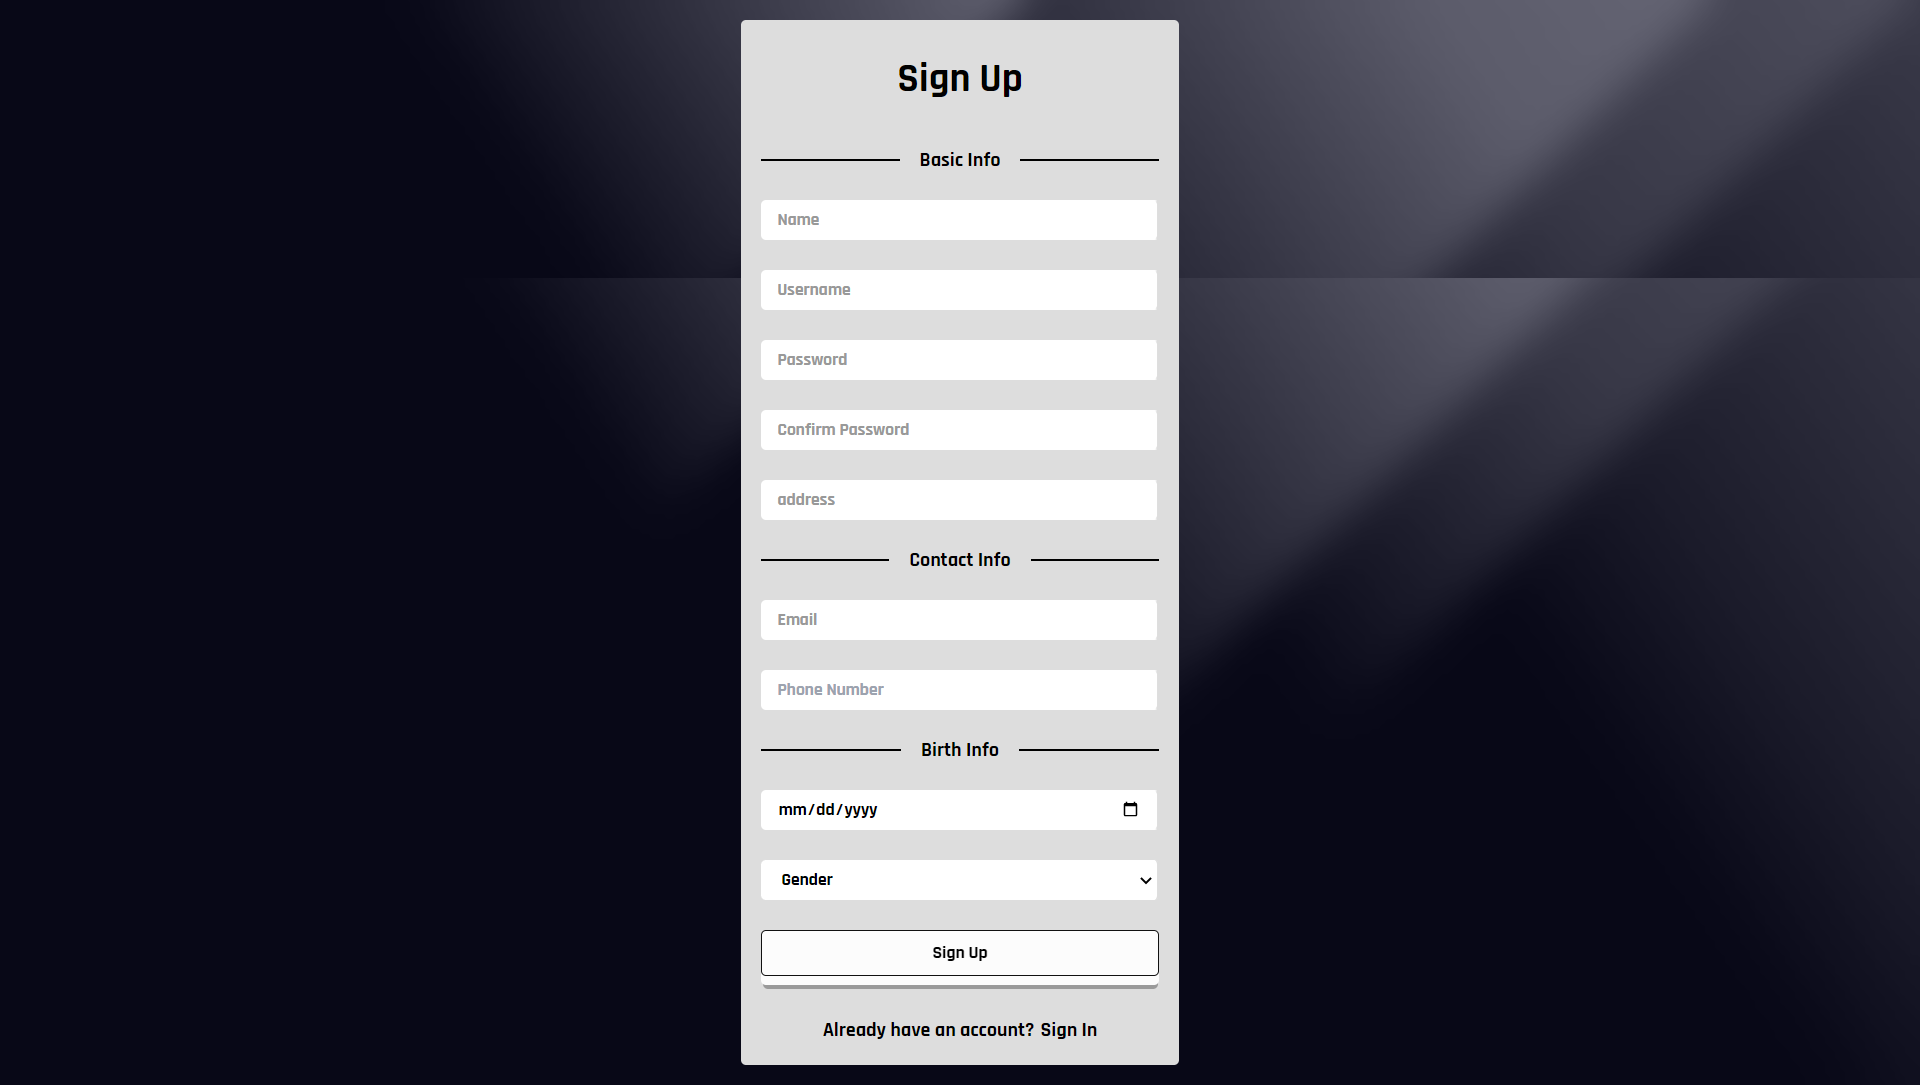 Sign Up
Basic Info
Name
Username
Password
Confirm Password
address
Contact Info
Email
Phone Number
Birth Info
mm/dd/yyyy
Gender
Sign Up
Already have an account? Sign In